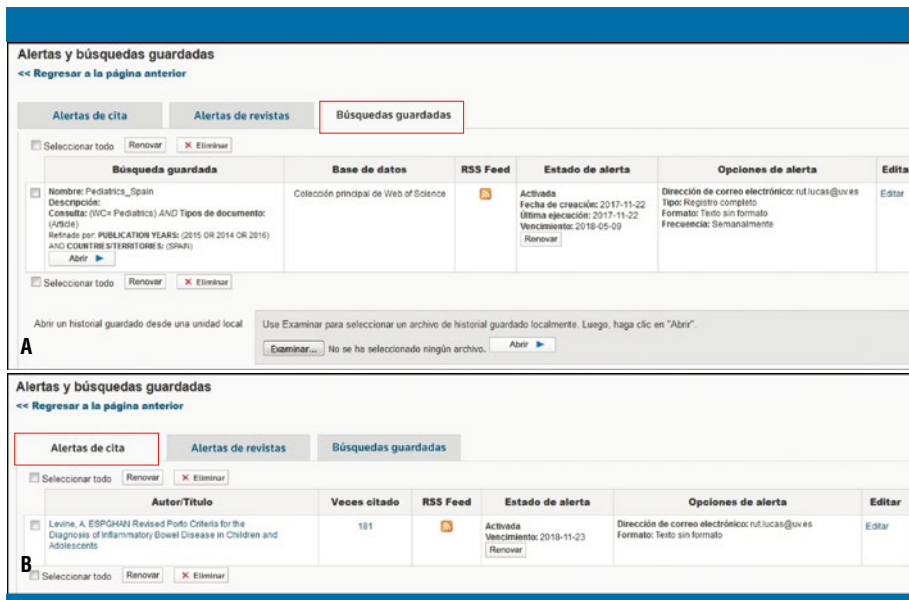 Alertas y búsquedas guardadas
<< Regresar a la página anterior
Alertas de cita
Alertas de revistas
Búsquedas guardadas
Seleccionar todo Renovar Eliminar
Búsqueda guardada Base de datos RSS Feed Estado de alerta Opciones de alerta Edita
Nombre: Pediatrics_Spain
Descripción:
Consulta: (WC= Pediatrics) AND Tipos de documento:
(Article)
Refinado por: PUBLICATION YEARS: (2015 OR 2014 OR 2016)
AND COUNTRIES/TERRITORIES: (SPAIN)
Abrir
Colección principal de Web of Science
Activada
Fecha de creación: 2017-11-22
Última ejecución: 2017-11-22
Vencimiento: 2018-05-09
Renovar
Dirección de correo electrónico: rut.lucas@uv.es
Tipo: Registro completo
Formato: Texto sin formato
Frecuencia: Semanalmente
Editar
Seleccionar todo Renovar Eliminar
Abrir un historial guardado desde una unidad local
Use Examinar para seleccionar un archivo de historial guardado localmente. Luego, haga clic en "Abrir".
Examinar... No se ha seleccionado ningún archivo. Abrir
A
Alertas y búsquedas guardadas
<< Regresar a la página anterior
Alertas de cita
Alertas de revistas
Búsquedas guardadas
Seleccionar todo Renovar Eliminar
Autor/Título Veces citado RSS Feed Estado de alerta Opciones de alerta Editar
Levine, A. ESPGHAN Revised Porto Criteria for the
Diagnosis of Inflammatory Bowel Disease in Children and
Adolescents
181
Activada
Vencimiento: 2018-11-23
Renovar
Dirección de correo electrónico: rut.lucas@uv.es
Formato: Texto sin formato
Editar
B
Seleccionar todo Renovar Eliminar